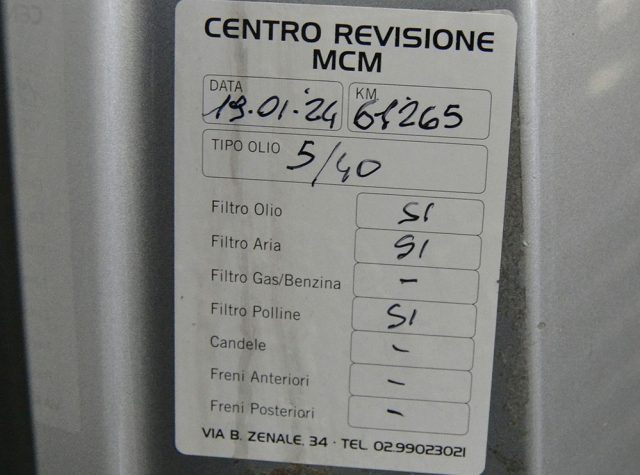 CENTRO REVISIONE
MCM
DATA
19.01.24
KM
61265
TIPO OLIO 5/40
Filtro Olio SI
Filtro Aria SI
Filtro Gas/Benzina -
Filtro Polline SI
Candele -
Freni Anteriori -
Freni Posteriori -
VIA B. ZENALE, 34 · TEL. 02.99023021